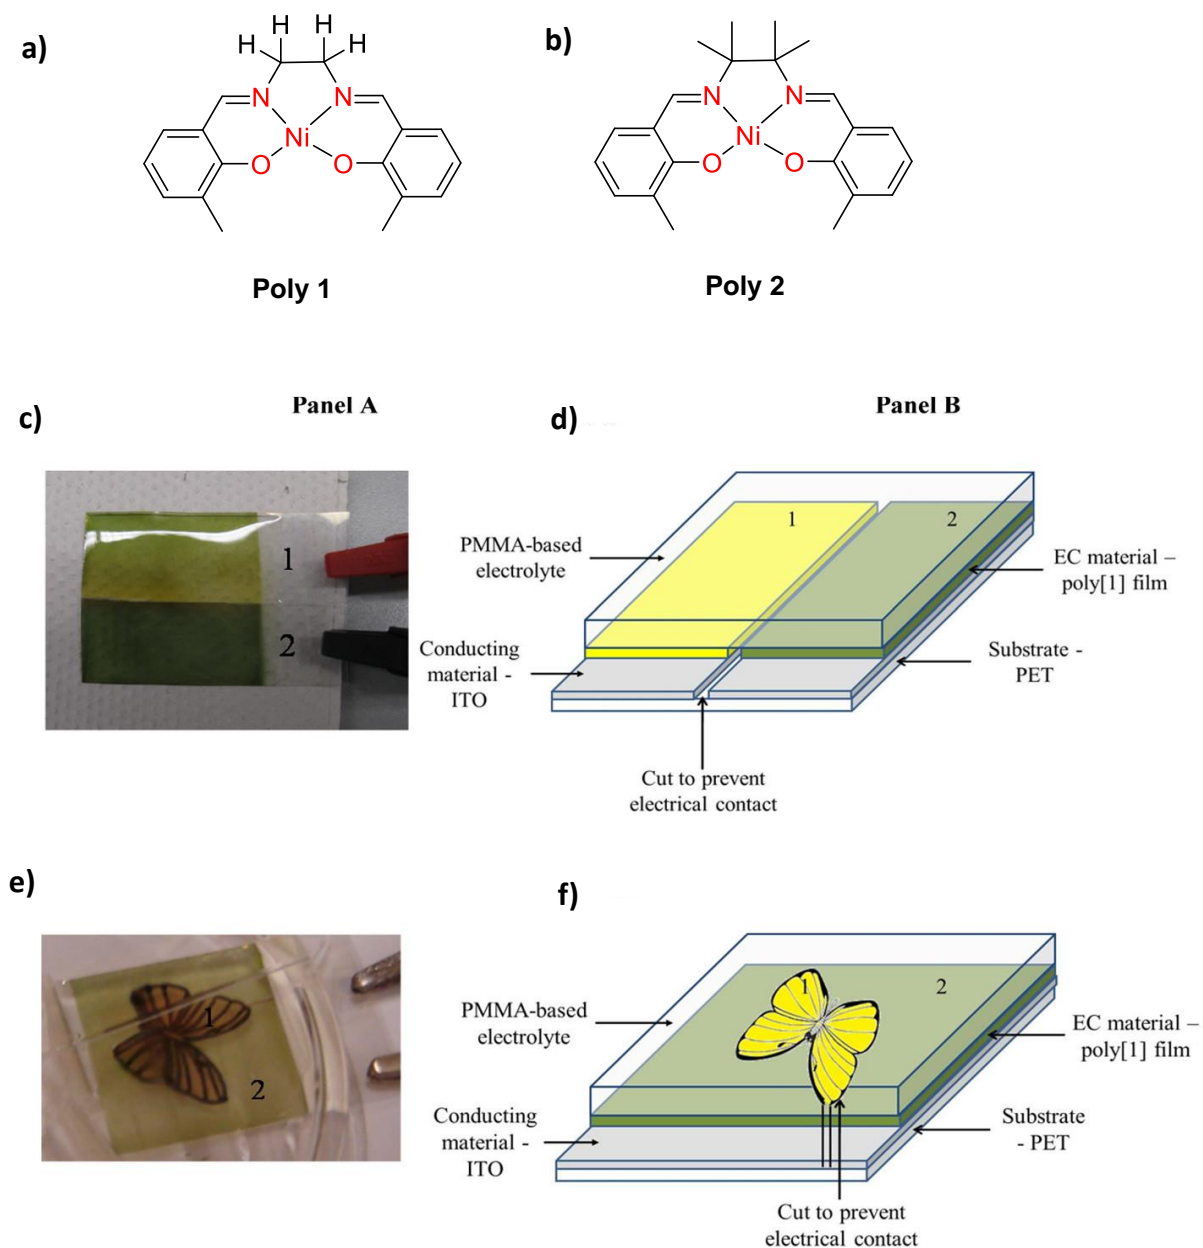 a)
b)
H H H H
N N
Ni
O O
N N
Ni
O O
Poly 1
Poly 2
Panel A
Panel B
c)
d)
1
2
1
2
PMMA-based
electrolyte
EC material –
poly[1] film
Conducting
material -
ITO
Substrate -
PET
Cut to prevent
electrical contact
e)
f)
1
2
1
2
PMMA-based
electrolyte
EC material –
poly[1] film
Conducting
material -
ITO
Substrate
- PET
Cut to prevent
electrical contact